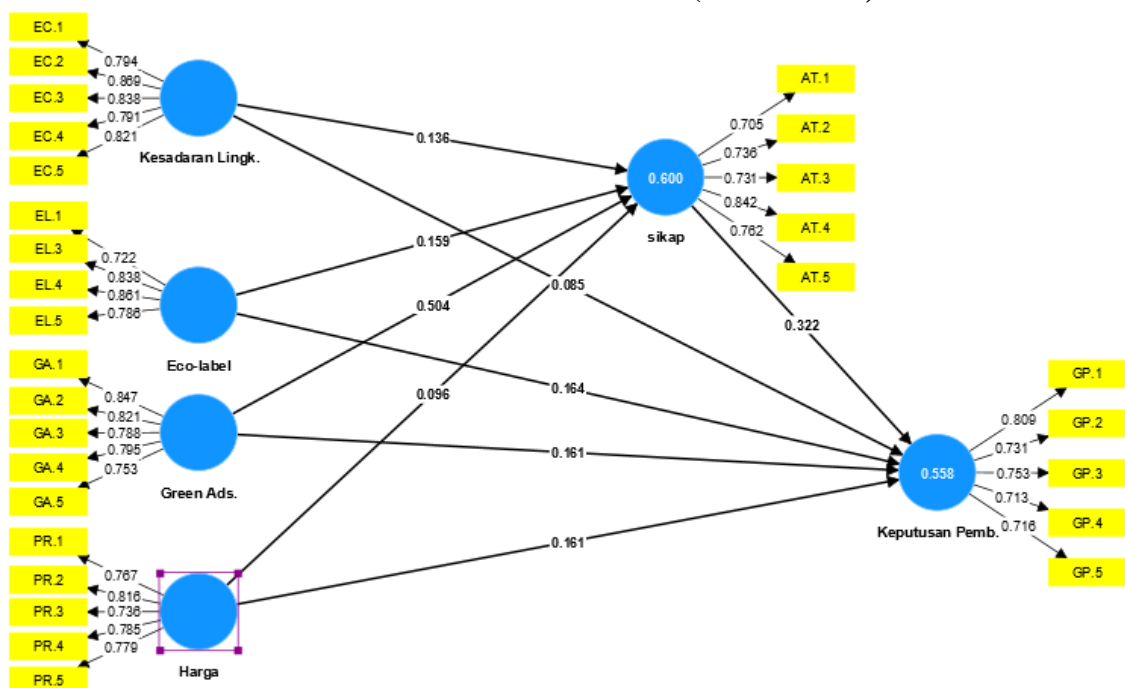 EC.1
EC.2
EC.3
EC.4
EC.5
0.794
0.869
0.838
0.791
0.821
Kesadaran Lingk.
EL.1
EL.3
EL.4
EL.5
0.722
0.838
0.861
0.786
Eco-label
GA.1
GA.2
GA.3
GA.4
GA.5
0.847
0.821
0.788
0.795
0.753
Green Ads.
PR.1
PR.2
PR.3
PR.4
PR.5
0.767
0.816
0.736
0.785
0.779
Harga
0.136
0.159
0.504
0.096
0.085
0.164
0.161
0.161
0.600
sikap
0.705
0.736
0.731
0.842
0.762
AT.1
AT.2
AT.3
AT.4
AT.5
0.322
0.558
Keputusan Pemb.
0.809
0.731
0.753
0.713
0.716
GP.1
GP.2
GP.3
GP.4
GP.5